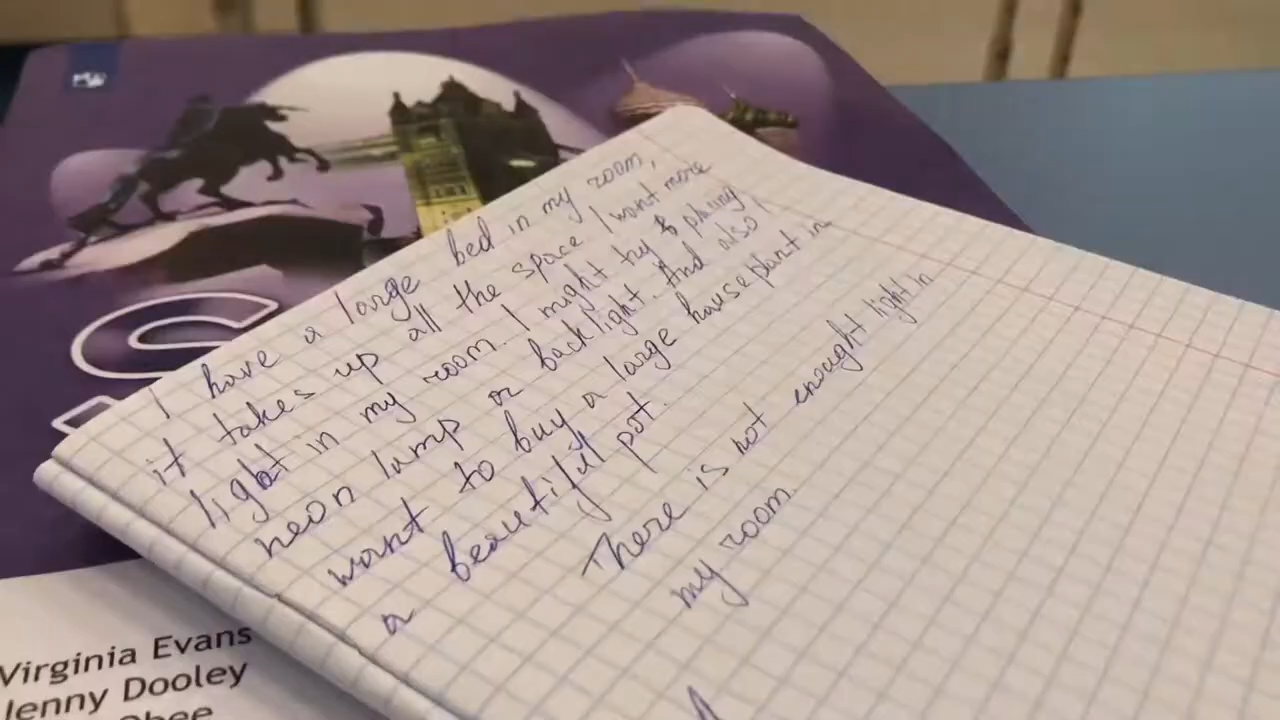 I have a large bed in my room,
it takes up all the space. I want more
light in my room. I might try placing
neon lamp or backlight. And also I
want to buy a large houseplant in
a beautiful pot.
There is not enought light in
my room.
Virginia Evans
Jenny Dooley
Obee